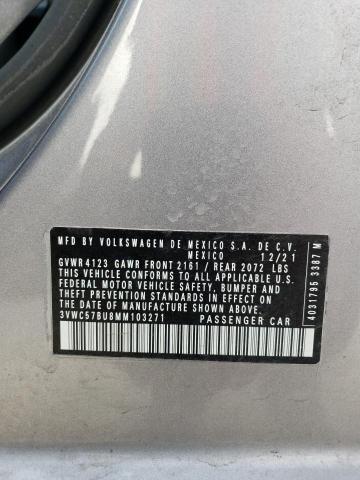 MFD BY VOLKSWAGEN DE MEXICO S.A. DE C.V.
MEXICO 12/21
GVWR 4123 GAWR FRONT 2161 / REAR 2072 LBS
THIS VEHICLE CONFORMS TO ALL APPLICABLE U.S.
FEDERAL MOTOR VEHICLE SAFETY, BUMPER AND
THEFT PREVENTION STANDARDS IN EFFECT ON THE
DATE OF MANUFACTURE SHOWN ABOVE.
3VWC57BU8MM103271 PASSENGER CAR
4031795 3387 M